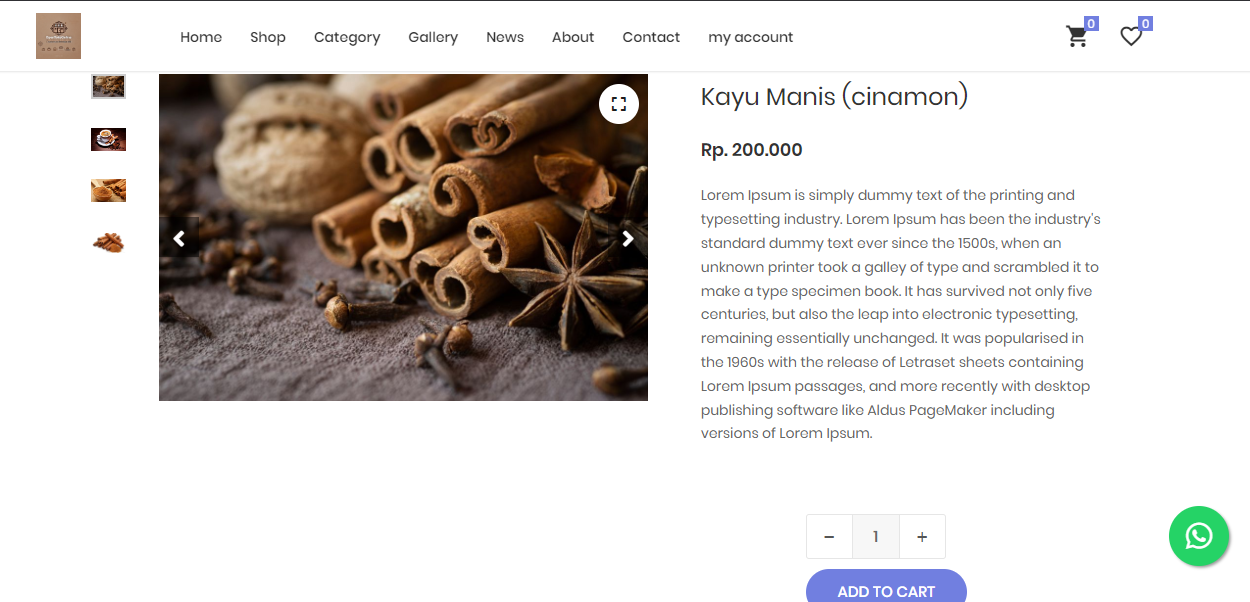 Home Shop Category Gallery News About Contact my account 0 0
Kayu Manis (cinamon)
Rp. 200.000
Lorem Ipsum is simply dummy text of the printing and
typesetting industry. Lorem Ipsum has been the industry's
standard dummy text ever since the 1500s, when an
unknown printer took a galley of type and scrambled it to
make a type specimen book. It has survived not only five
centuries, but also the leap into electronic typesetting,
remaining essentially unchanged. It was popularised in
the 1960s with the release of Letraset sheets containing
Lorem Ipsum passages, and more recently with desktop
publishing software like Aldus PageMaker including
versions of Lorem Ipsum.
− 1 +
ADD TO CART